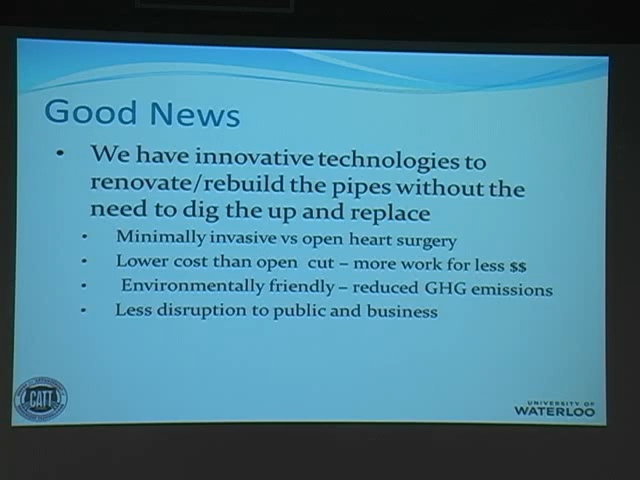 Good News
• We have innovative technologies to
renovate/rebuild the pipes without the
need to dig the up and replace
• Minimally invasive vs open heart surgery
• Lower cost than open cut – more work for less $$
• Environmentally friendly – reduced GHG emissions
• Less disruption to public and business
CATT
UNIVERSITY OF
WATERLOO